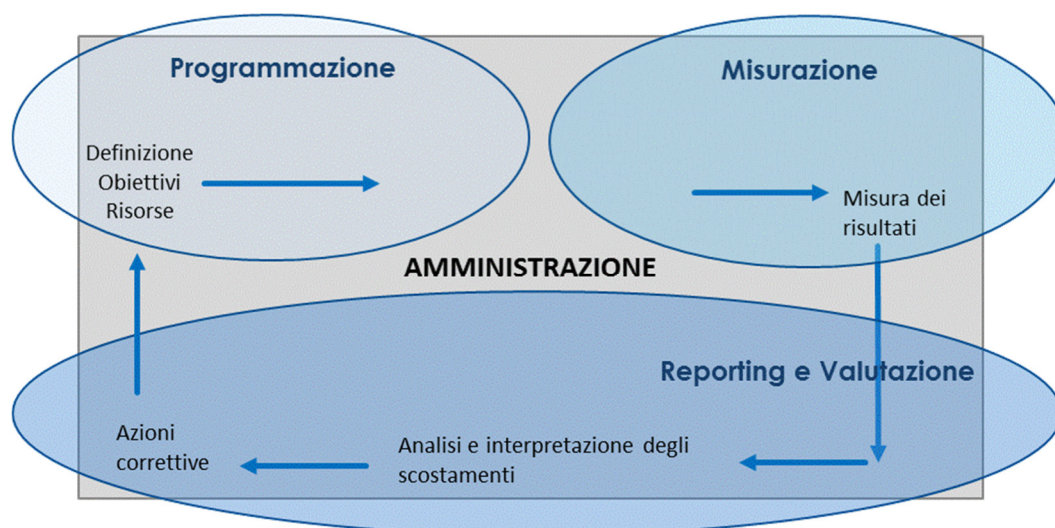 Programmazione
Misurazione
Definizione
Obiettivi
Risorse
Misura dei
risultati
AMMINISTRAZIONE
Reporting e Valutazione
Azioni
correttive
Analisi e interpretazione degli
scostamenti